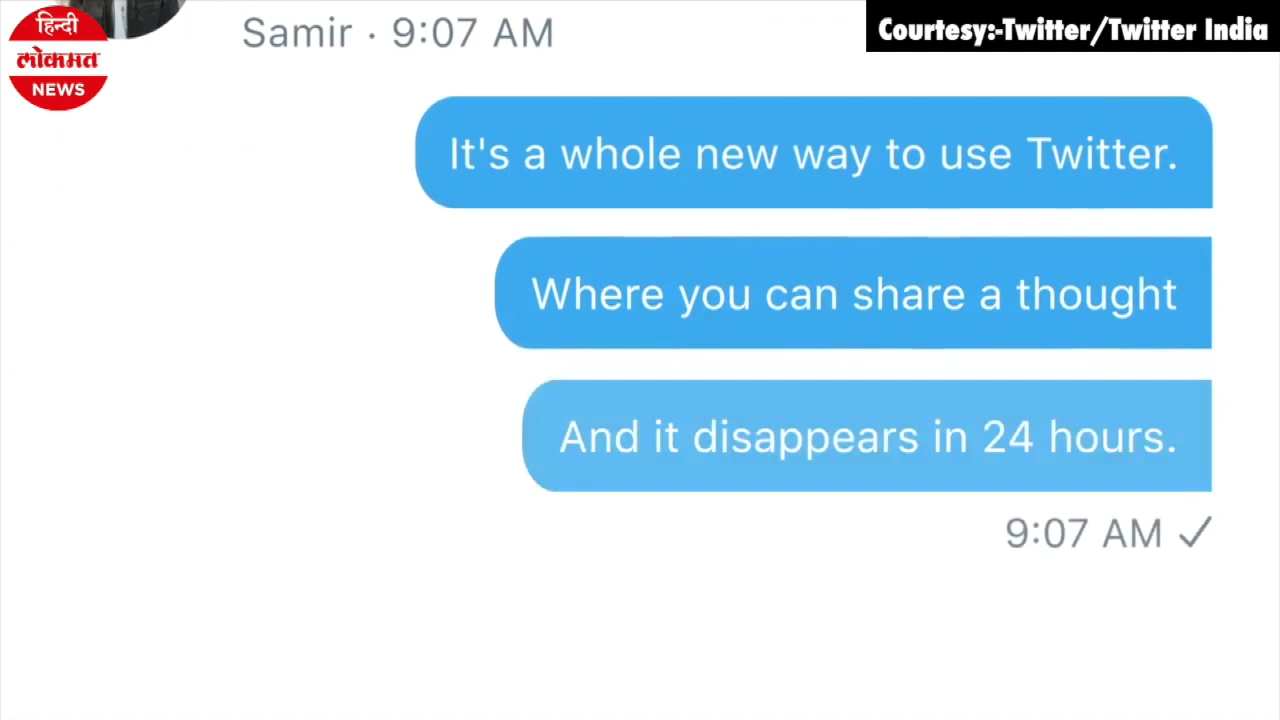 हिन्दी
लोकमत
NEWS
Courtesy:-Twitter/Twitter India
Samir · 9:07 AM
It's a whole new way to use Twitter.
Where you can share a thought
And it disappears in 24 hours.
9:07 AM ✓